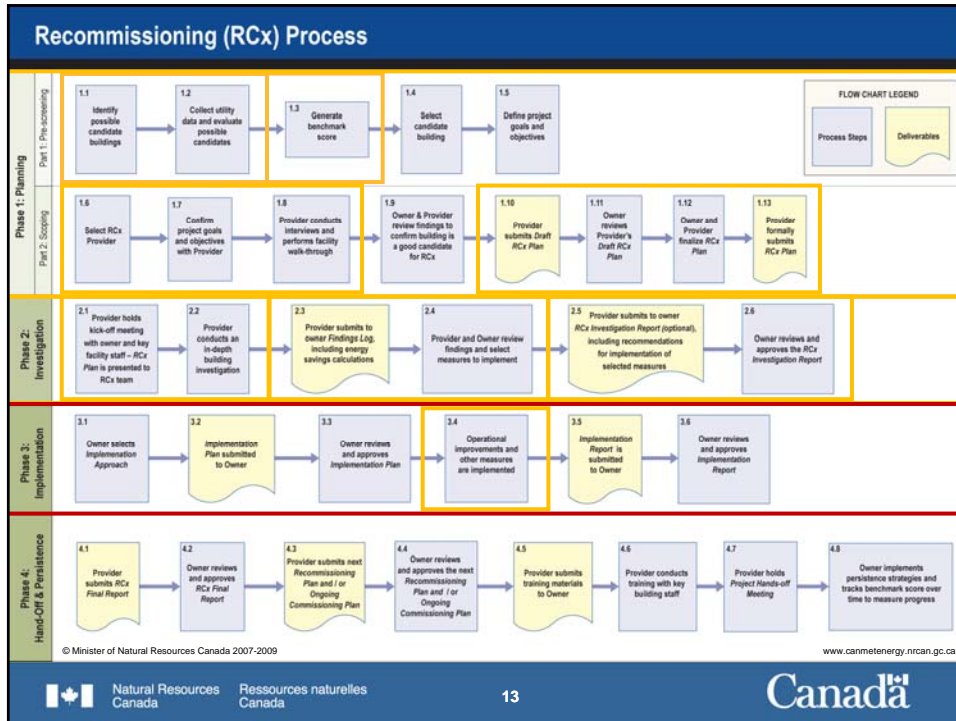 Recommissioning (RCx) Process
Phase 1: Planning
Part 1: Pre-screening
1.1
Identify
possible
candidate
buildings
1.2
Collect utility
data and evaluate
possible
candidates
1.3
Generate
benchmark
score
1.4
Select
candidate
building
1.5
Define project
goals and
objectives
FLOW CHART LEGEND
Process Steps
Deliverables
Part 2: Scoping
1.6
Select RCx
Provider
1.7
Confirm
project goals
and objectives
with Provider
1.8
Provider conducts
interviews and
performs facility
walk-through
1.9
Owner & Provider
review findings to
confirm building is
a good candidate
for RCx
1.10
Provider
submits Draft
RCx Plan
1.11
Owner
reviews
Provider's
Draft RCx
Plan
1.12
Owner and
Provider
finalize RCx
Plan
1.13
Provider
formally
submits
RCx Plan
Phase 2:
Investigation
2.1
Provider holds
kick-off meeting
with owner and key
facility staff – RCx
Plan is presented to
RCx team
2.2
Provider
conducts an
in-depth
building
investigation
2.3
Provider submits to
owner Findings Log,
including energy
savings calculations
2.4
Provider and Owner review
findings and select
measures to implement
2.5
Provider submits to owner
RCx Investigation Report (optional),
including recommendations
for implementation of
selected measures
2.6
Owner reviews and
approves the RCx
Investigation Report
Phase 3:
Implementation
3.1
Owner selects
Implemenation
Approach
3.2
Implementation
Plan submitted
to Owner
3.3
Owner reviews
and approves
Implementation Plan
3.4
Operational
improvements and
other measures
are implemented
3.5
Implementation
Report is
submitted
to Owner
3.6
Owner reviews
and approves
Implementation
Report
Phase 4:
Hand-Off & Persistence
4.1
Provider
submits RCx
Final Report
4.2
Owner reviews
and approves
RCx Final
Report
4.3
Provider submits next
Recommissioning
Plan and / or
Ongoing
Commissioning Plan
4.4
Owner reviews
and approves the next
Recommissioning
Plan and / or
Ongoing
Commissioning Plan
4.5
Provider submits
training materials
to Owner
4.6
Provider conducts
training with key
building staff
4.7
Provider holds
Project Hands-off
Meeting
4.8
Owner implements
persistence strategies and
tracks benchmark score over
time to measure progress
© Minister of Natural Resources Canada 2007-2009
www.canmetenergy.nrcan.gc.ca
Natural Resources
Canada
Ressources naturelles
Canada
13
Canada